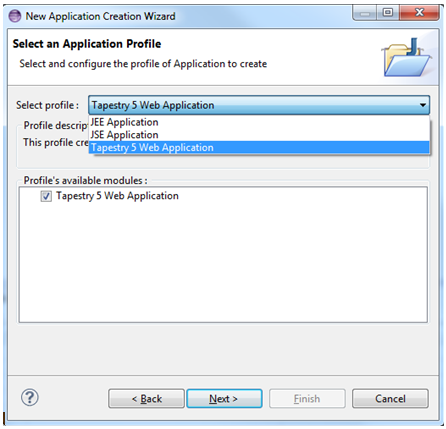 New Application Creation Wizard
Select an Application Profile
Select and configure the profile of Application to create
Select profile : Tapestry 5 Web Application
JEE Application
Profile descrip
JSE Application
This profile cre
Tapestry 5 Web Application
Profile's available modules :
Tapestry 5 Web Application
? < Back Next > Finish Cancel